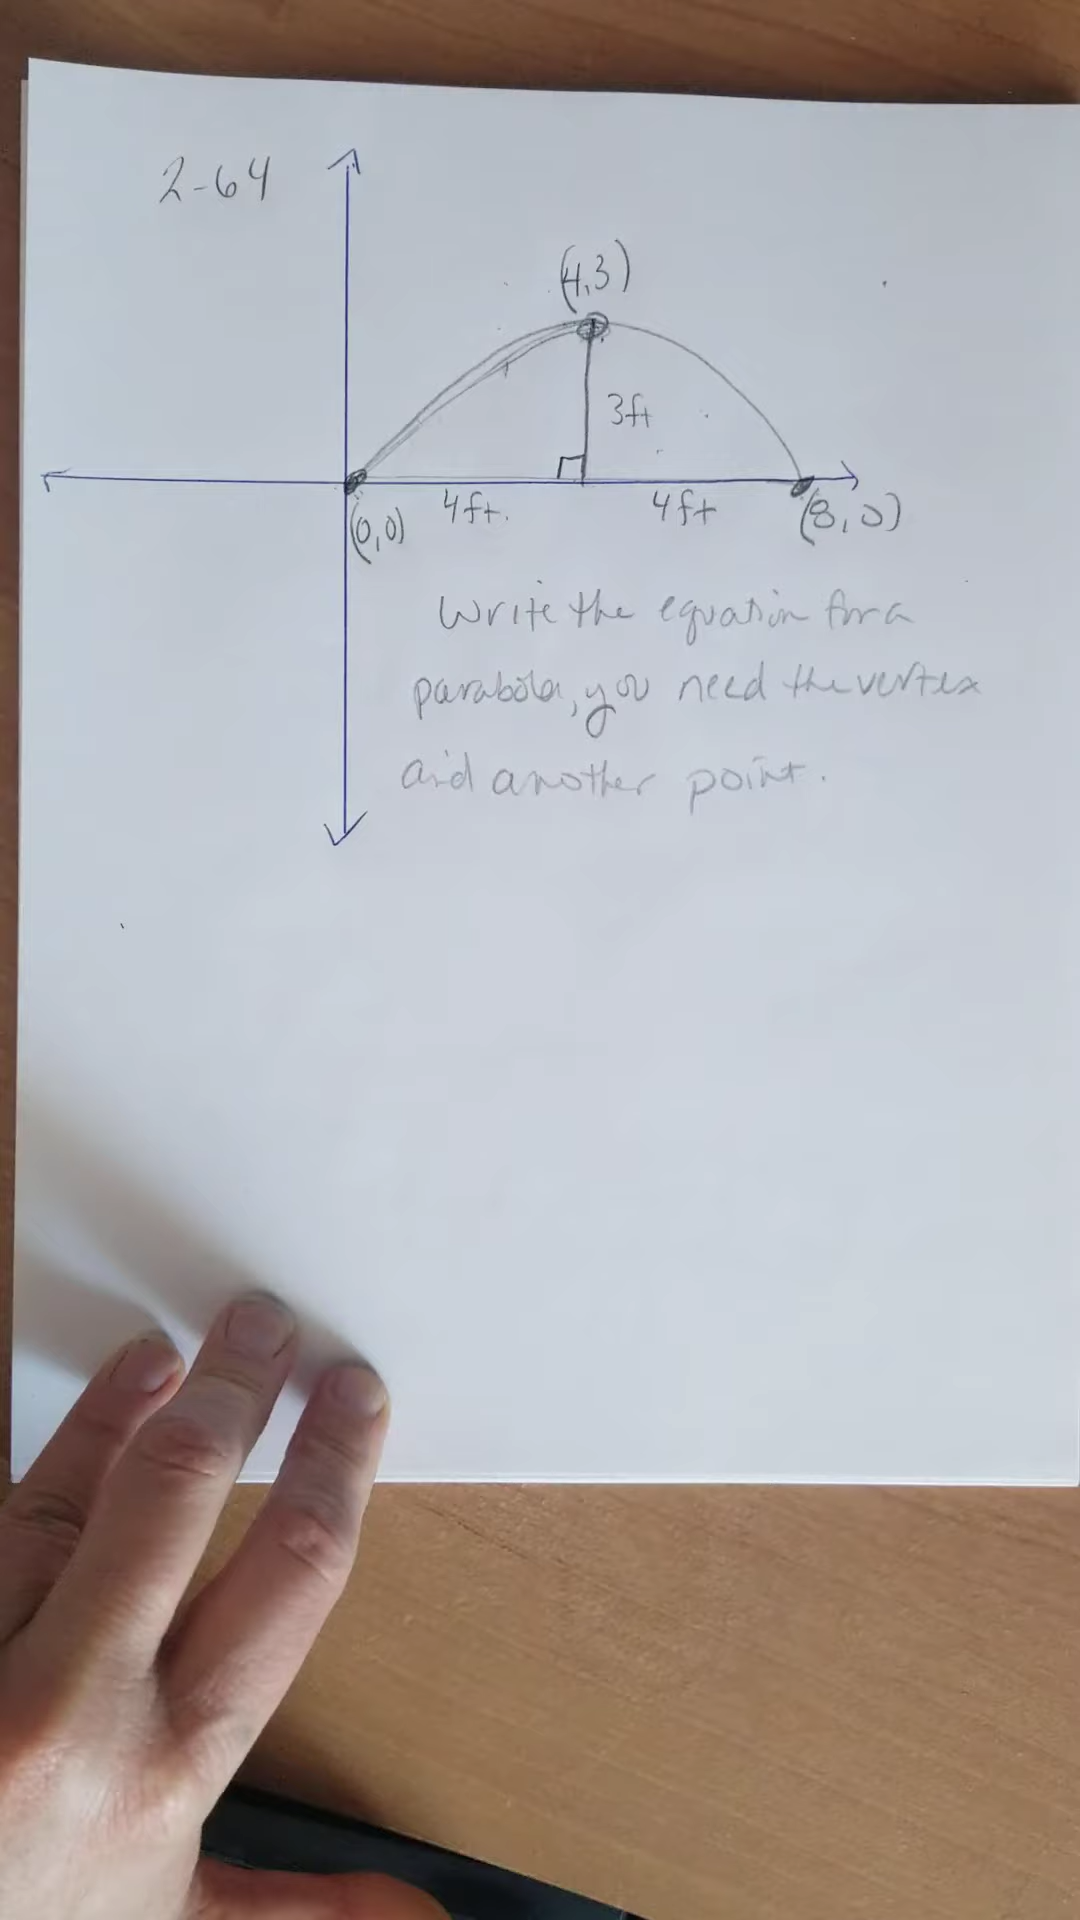 2-64
(4,3)
3ft
4ft. 4ft
(0,0) (8,0)
Write the equation for a
parabola, you need the vertex
and another point.